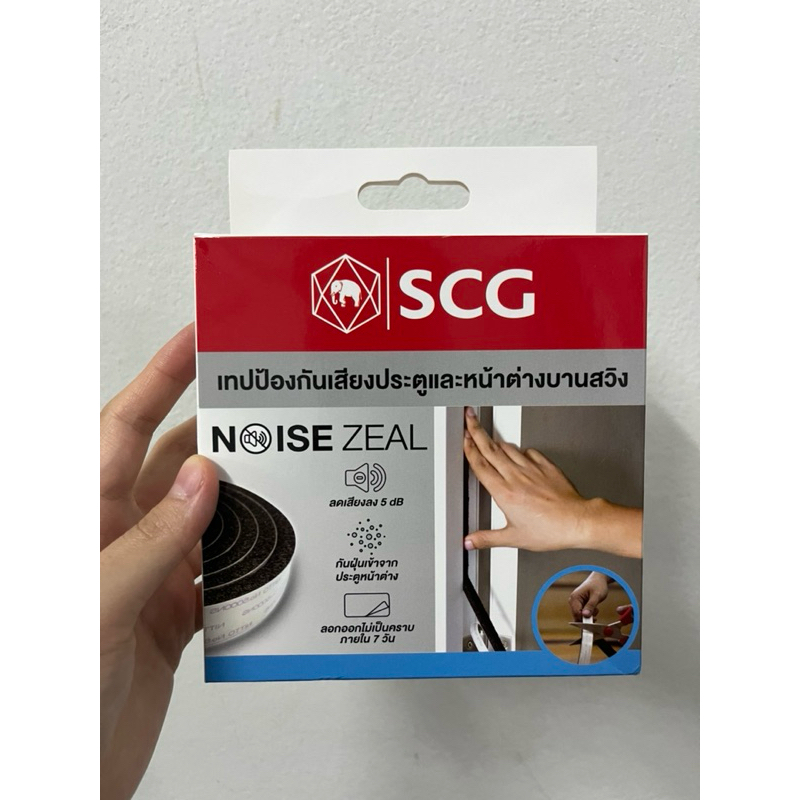 SCG
เทปป้องกันเสียงประตูและหน้าต่างบานสวิง
NOISE ZEAL
ลดเสียงลง 5 dB
กันฝุ่นเข้าจาก
ประตูหน้าต่าง
ลอกออกไม่เป็นคราบ
ภายใน 7 วัน